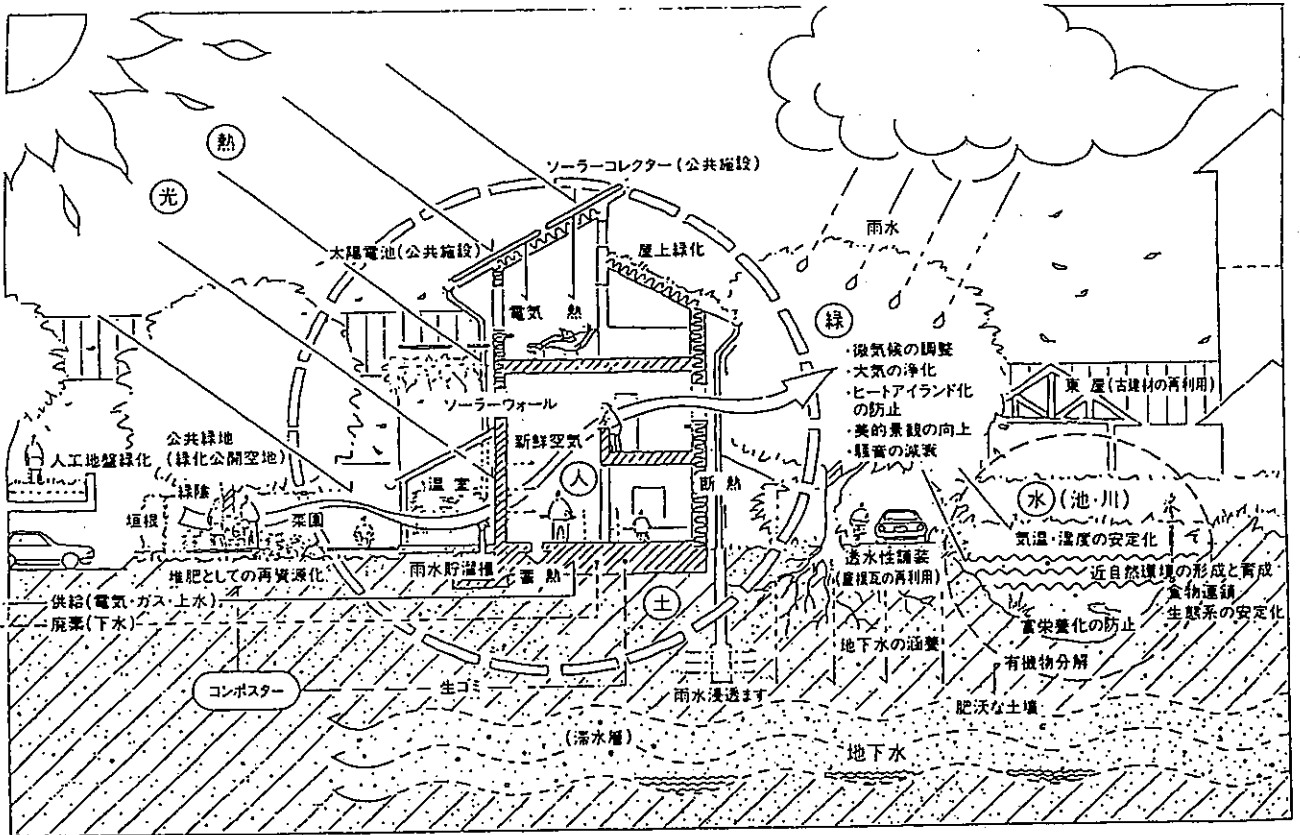 熱
光
ソーラーコレクター(公共施設)
太陽電池(公共施設)
屋上緑化
雨水
電気 熱
緑
・微気候の調整
・大気の浄化
・ヒートアイランド化
の防止
・美的景観の向上
・騒音の減衰
東屋(古建材の再利用)
ソーラーウォール
新鮮空気
人工地盤緑化
公共緑地
(緑化公開空地)
温室
人
断熱
緑陰
垣根
菜園
水(池・川)
気温・湿度の安定化
堆肥としての再資源化
雨水貯溜槽
蓄熱
透水性舗装
(屋根瓦の再利用)
近自然環境の形成と育成
食物連鎖
生態系の安定化
供給(電気・ガス・上水)
廃棄(下水)
土
富栄養化の防止
地下水の涵養
有機物分解
コンポスター
生ゴミ
雨水浸透ます
肥沃な土壌
(滞水層)
地下水